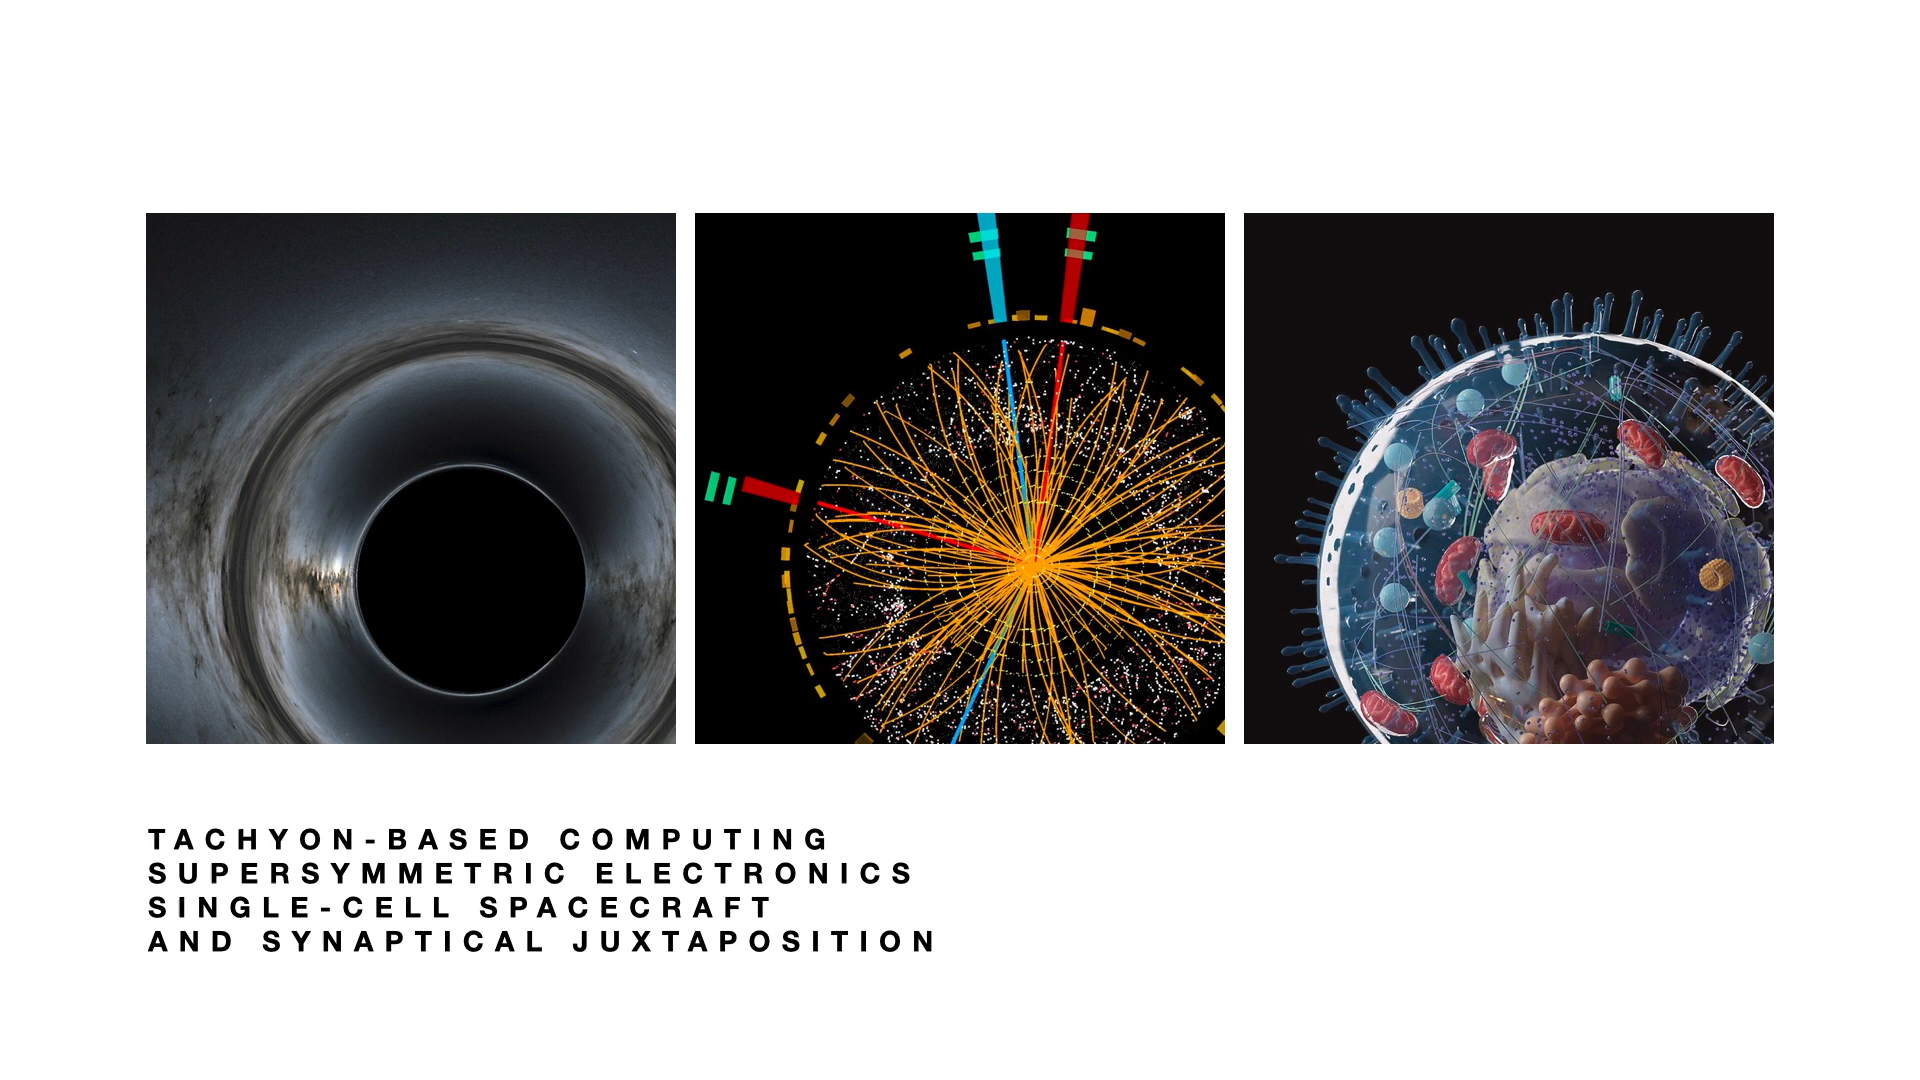 TACHYON-BASED COMPUTING
SUPERSYMMETRIC ELECTRONICS
SINGLE-CELL SPACECRAFT
AND SYNAPTICAL JUXTAPOSITION